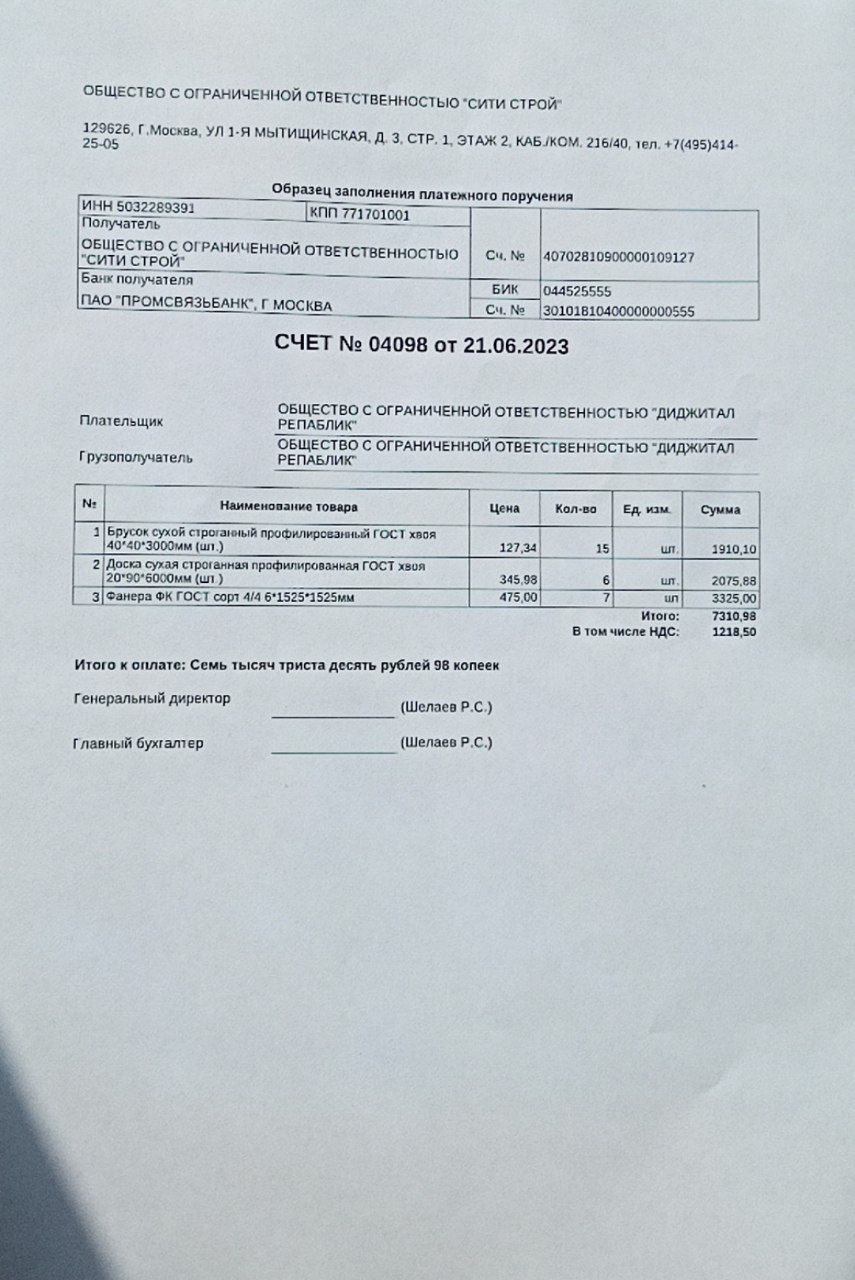 ОБЩЕСТВО С ОГРАНИЧЕННОЙ ОТВЕТСТВЕННОСТЬЮ "СИТИ СТРОЙ"
129626, Г.Москва, УЛ 1-Я МЫТИЩИНСКАЯ, Д. 3, СТР. 1, ЭТАЖ 2, КАБ./КОМ. 216/40, тел. +7(495)414-
25-05
Образец заполнения платежного поручения
ИНН 5032289391 КПП 771701001
Получатель
ОБЩЕСТВО С ОГРАНИЧЕННОЙ ОТВЕТСТВЕННОСТЬЮ
"СИТИ СТРОЙ" Сч. № 40702810900000109127
Банк получателя БИК 044525555
ПАО "ПРОМСВЯЗЬБАНК", Г МОСКВА Сч. № 30101810400000000555
СЧЕТ № 04098 от 21.06.2023
Плательщик ОБЩЕСТВО С ОГРАНИЧЕННОЙ ОТВЕТСТВЕННОСТЬЮ "ДИДЖИТАЛ
РЕПАБЛИК"
Грузополучатель ОБЩЕСТВО С ОГРАНИЧЕННОЙ ОТВЕТСТВЕННОСТЬЮ "ДИДЖИТАЛ
РЕПАБЛИК"
№ Наименование товара Цена Кол-во Ед. изм. Сумма
1 Брусок сухой строганный профилированный ГОСТ хвоя
40*40*3000мм (шт.) 127,34 15 шт. 1910,10
2 Доска сухая строганная профилированная ГОСТ хвоя
20*90*6000мм (шт.) 345,98 6 шт. 2075,88
3 Фанера ФК ГОСТ сорт 4/4 6*1525*1525мм 475,00 7 шт 3325,00
Итого: 7310,98
В том числе НДС: 1218,50
Итого к оплате: Семь тысяч триста десять рублей 98 копеек
Генеральный директор (Шелаев Р.С.)
Главный бухгалтер (Шелаев Р.С.)